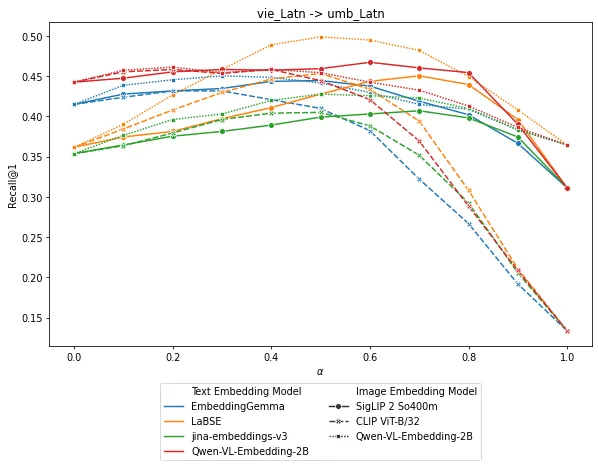 vie_Latn -> umb_Latn
0.50
0.45
0.40
0.35
0.30
0.25
0.20
0.15
Recall@1
0.0 0.2 0.4 0.6 0.8 1.0
α
Text Embedding Model Image Embedding Model
EmbeddingGemma SigLIP 2 So400m
LaBSE CLIP ViT-B/32
jina-embeddings-v3 Qwen-VL-Embedding-2B
Qwen-VL-Embedding-2B